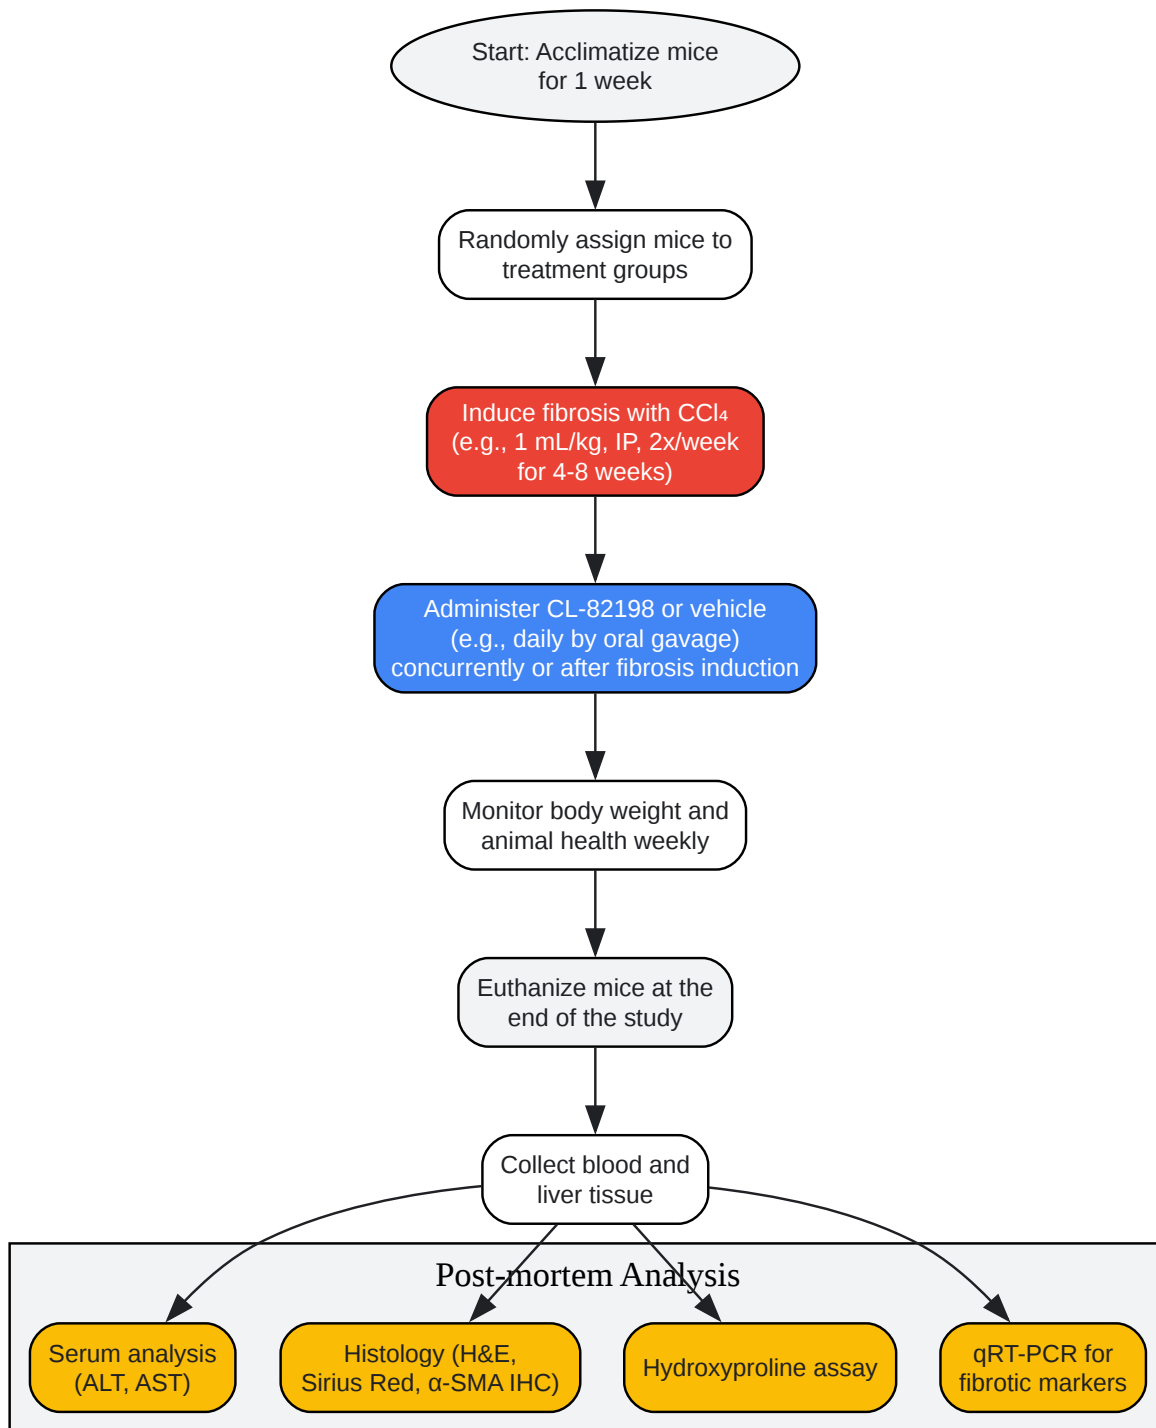 Start: Acclimatize mice
for 1 week
Randomly assign mice to
treatment groups
Induce fibrosis with CCl₄
(e.g., 1 mL/kg, IP, 2x/week
for 4-8 weeks)
Administer CL-82198 or vehicle
(e.g., daily by oral gavage)
concurrently or after fibrosis induction
Monitor body weight and
animal health weekly
Euthanize mice at the
end of the study
Collect blood and
liver tissue
Post-mortem Analysis
Serum analysis
(ALT, AST)
Histology (H&E,
Sirius Red, α-SMA IHC)
Hydroxyproline assay
qRT-PCR for
fibrotic markers